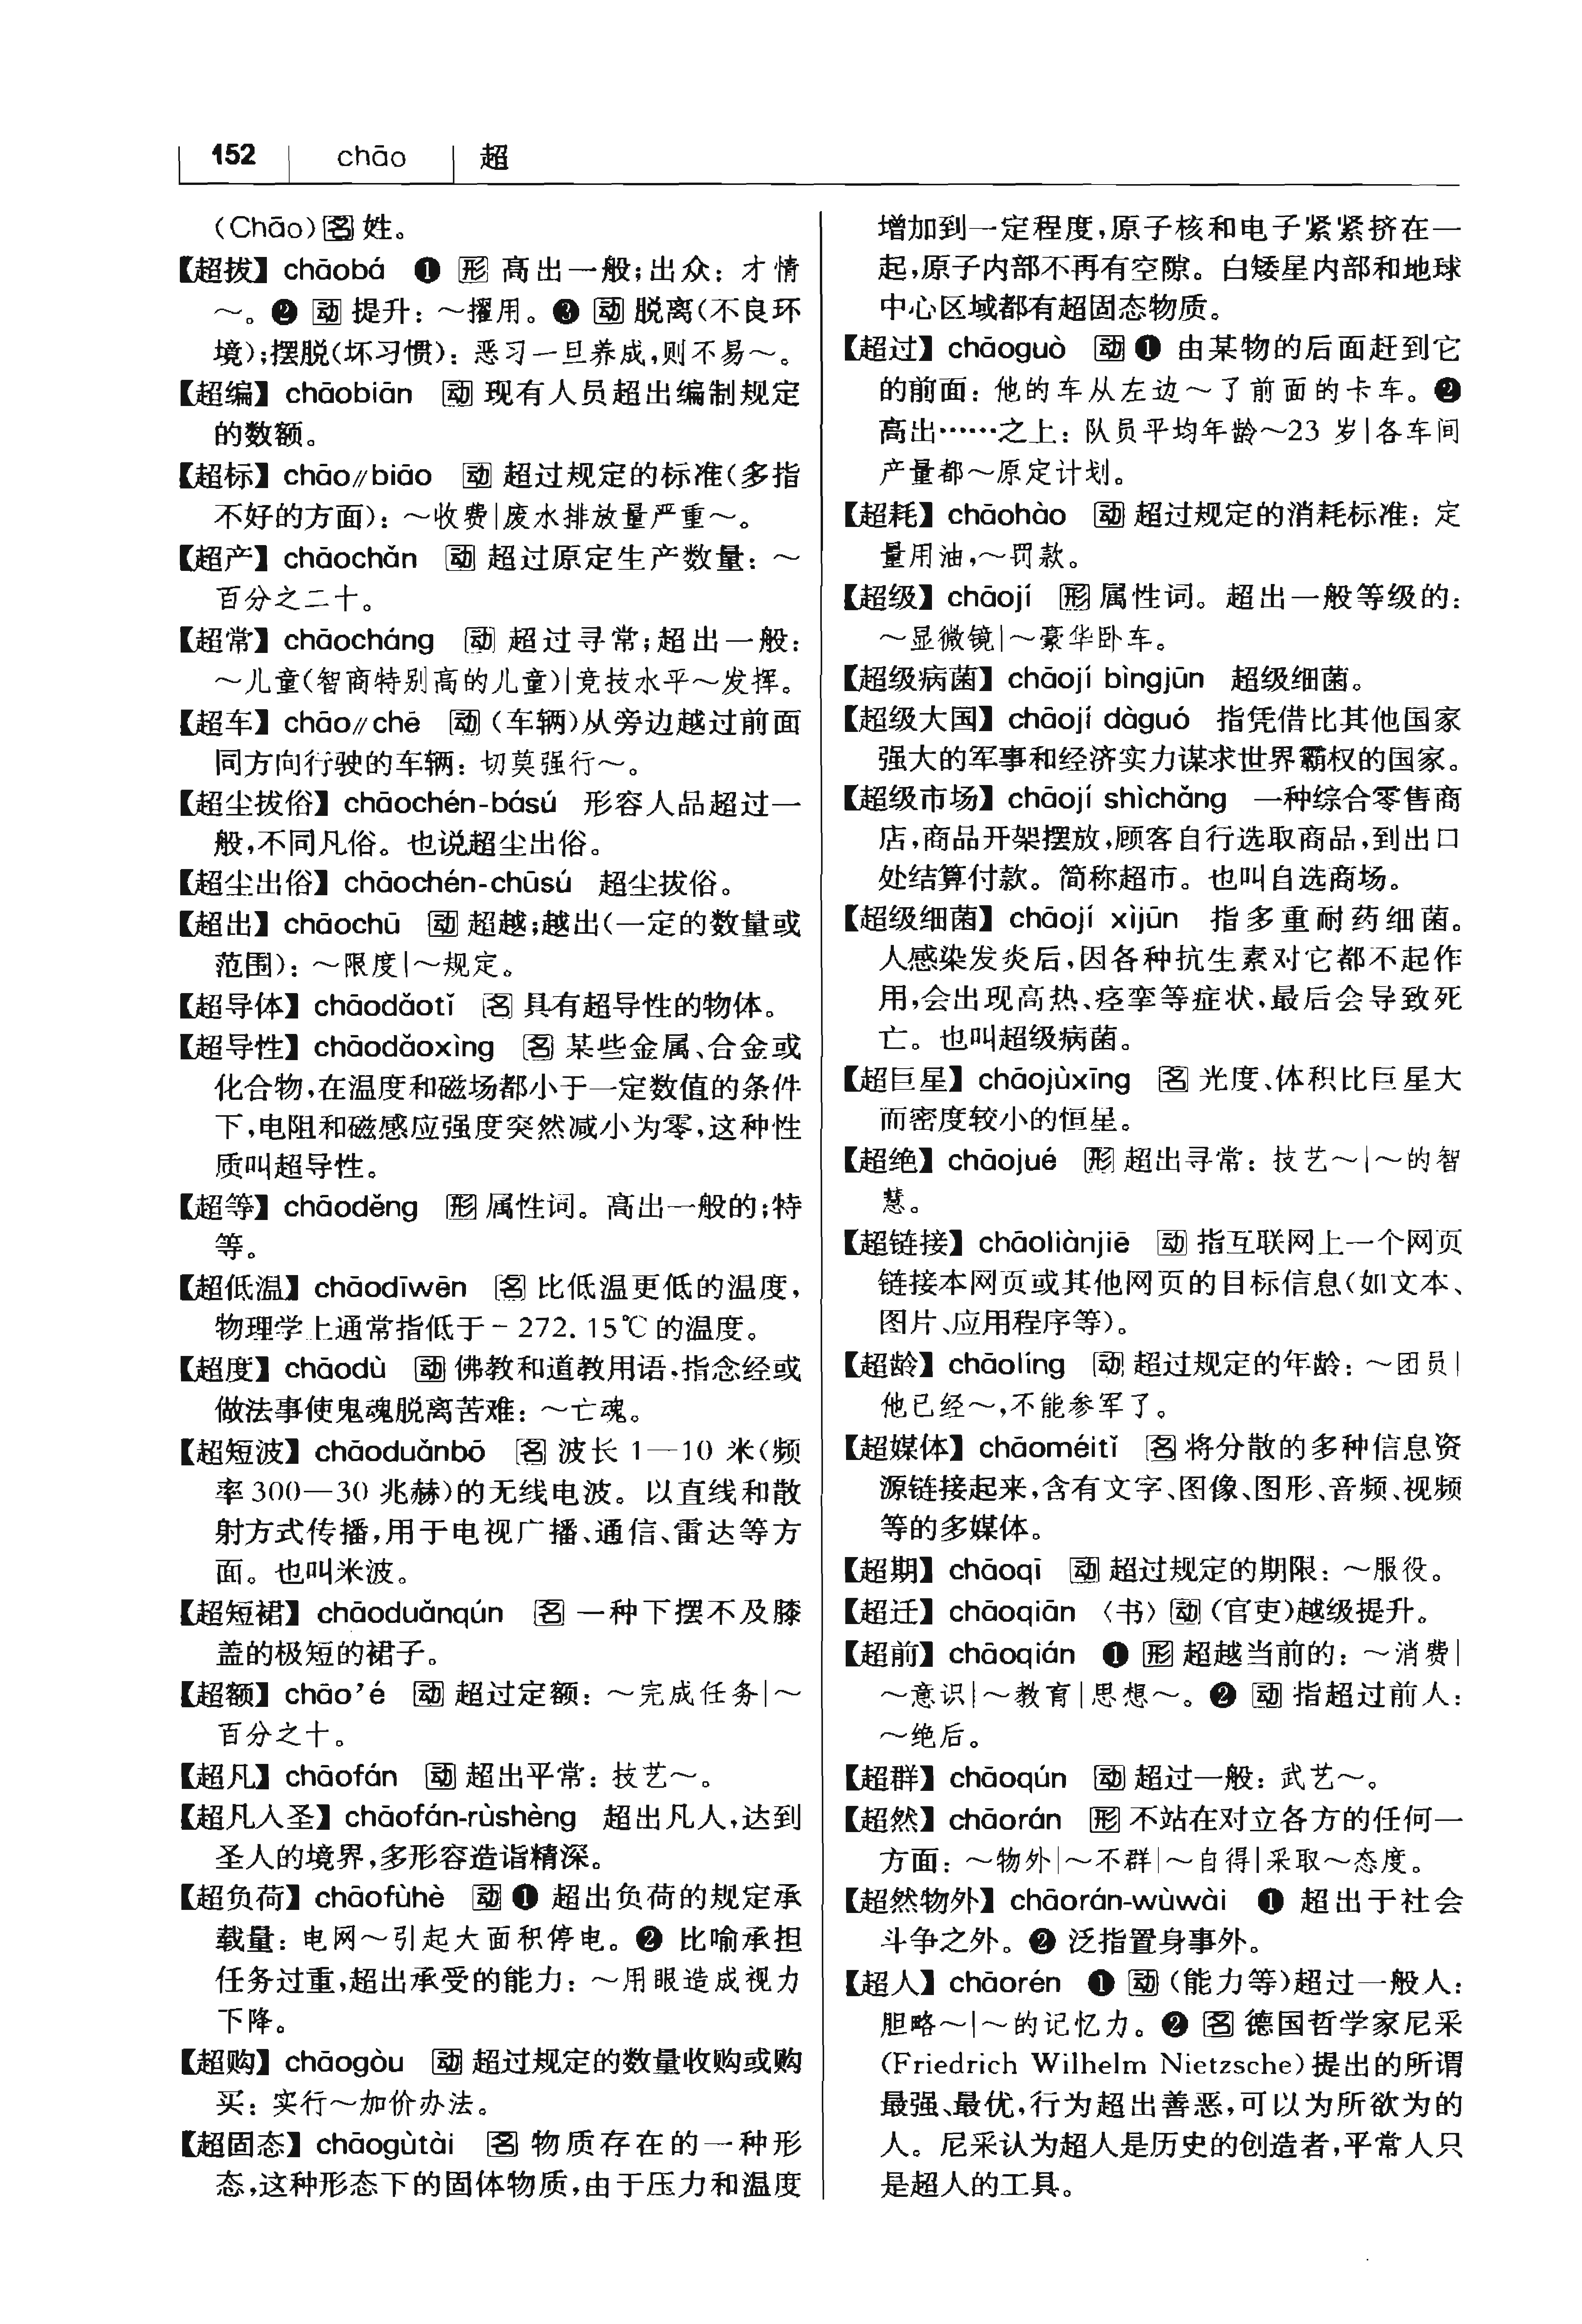 152 chāo 超
(Chāo)名 姓。
【超拔】 chāobá ❶ 形 高出一般;出众：才情
～。❷ 动 提升：～擢用。❸ 动 脱离(不良环
境);摆脱(坏习惯)：恶习一旦养成,则不易～。
【超编】 chāobiān 动 现有人员超出编制规定
的数额。
【超标】 chāo∥biāo 动 超过规定的标准(多指
不好的方面)：～收费|废水排放量严重～。
【超产】 chāochǎn 动 超过原定生产数量：～
百分之二十。
【超常】 chāocháng 动 超过寻常;超出一般：
～儿童(智商特别高的儿童)|竞技水平～发挥。
【超车】 chāo∥chē 动 (车辆)从旁边越过前面
同方向行驶的车辆：切莫强行～。
【超尘拔俗】 chāochén-bású 形容人品超过一
般,不同凡俗。也说超尘出俗。
【超尘出俗】 chāochén-chūsú 超尘拔俗。
【超出】 chāochū 动 超越;越出(一定的数量或
范围)：～限度|～规定。
【超导体】 chāodǎotǐ 名 具有超导性的物体。
【超导性】 chāodǎoxìng 名 某些金属、合金或
化合物,在温度和磁场都小于一定数值的条件
下,电阻和磁感应强度突然减小为零,这种性
质叫超导性。
【超等】 chāoděng 形 属性词。高出一般的;特
等。
【超低温】 chāodīwēn 名 比低温更低的温度,
物理学上通常指低于－272.15℃的温度。
【超度】 chāodù 动 佛教和道教用语,指念经或
做法事使鬼魂脱离苦难：～亡魂。
【超短波】 chāoduǎnbō 名 波长 1—10 米(频
率 300—30 兆赫)的无线电波。以直线和散
射方式传播,用于电视广播、通信、雷达等方
面。也叫米波。
【超短裙】 chāoduǎnqún 名 一种下摆不及膝
盖的极短的裙子。
【超额】 chāo’é 动 超过定额：～完成任务|～
百分之十。
【超凡】 chāofán 动 超出平常：技艺～。
【超凡入圣】 chāofán-rùshèng 超出凡人,达到
圣人的境界,多形容造诣精深。
【超负荷】 chāofùhè 动 ❶ 超出负荷的规定承
载量：电网～引起大面积停电。❷ 比喻承担
任务过重,超出承受的能力：～用眼造成视力
下降。
【超购】 chāogòu 动 超过规定的数量收购或购
买：实行～加价办法。
【超固态】 chāogùtài 名 物质存在的一种形
态,这种形态下的固体物质,由于压力和温度
增加到一定程度,原子核和电子紧紧挤在一
起,原子内部不再有空隙。白矮星内部和地球
中心区域都有超固态物质。
【超过】 chāoguò 动 ❶ 由某物的后面赶到它
的前面：他的车从左边～了前面的卡车。❷
高出……之上：队员平均年龄～23 岁|各车间
产量都～原定计划。
【超耗】 chāohào 动 超过规定的消耗标准：定
量用油,～罚款。
【超级】 chāojí 形 属性词。超出一般等级的：
～显微镜|～豪华卧车。
【超级病菌】 chāojí bìngjūn 超级细菌。
【超级大国】 chāojí dàguó 指凭借比其他国家
强大的军事和经济实力谋求世界霸权的国家。
【超级市场】 chāojí shìchǎng 一种综合零售商
店,商品开架摆放,顾客自行选取商品,到出口
处结算付款。简称超市。也叫自选商场。
【超级细菌】 chāojí xìjūn 指多重耐药细菌。
人感染发炎后,因各种抗生素对它都不起作
用,会出现高热、痉挛等症状,最后会导致死
亡。也叫超级病菌。
【超巨星】 chāojùxīng 名 光度、体积比巨星大
而密度较小的恒星。
【超绝】 chāojué 形 超出寻常：技艺～|～的智
慧。
【超链接】 chāoliànjiē 动 指互联网上一个网页
链接本网页或其他网页的目标信息(如文本、
图片、应用程序等)。
【超龄】 chāolíng 动 超过规定的年龄：～团员|
他已经～,不能参军了。
【超媒体】 chāoméitǐ 名 将分散的多种信息资
源链接起来,含有文字、图像、图形、音频、视频
等的多媒体。
【超期】 chāoqī 动 超过规定的期限：～服役。
【超迁】 chāoqiān 〈书〉动 (官吏)越级提升。
【超前】 chāoqián ❶ 形 超越当前的：～消费|
～意识|～教育|思想～。❷ 动 指超过前人：
～绝后。
【超群】 chāoqún 动 超过一般：武艺～。
【超然】 chāorán 形 不站在对立各方的任何一
方面：～物外|～不群|～自得|采取～态度。
【超然物外】 chāorán-wùwài ❶ 超出于社会
斗争之外。❷ 泛指置身事外。
【超人】 chāorén ❶ 动 (能力等)超过一般人：
胆略～|～的记忆力。❷ 名 德国哲学家尼采
(Friedrich Wilhelm Nietzsche)提出的所谓
最强、最优,行为超出善恶,可以为所欲为的
人。尼采认为超人是历史的创造者,平常人只
是超人的工具。